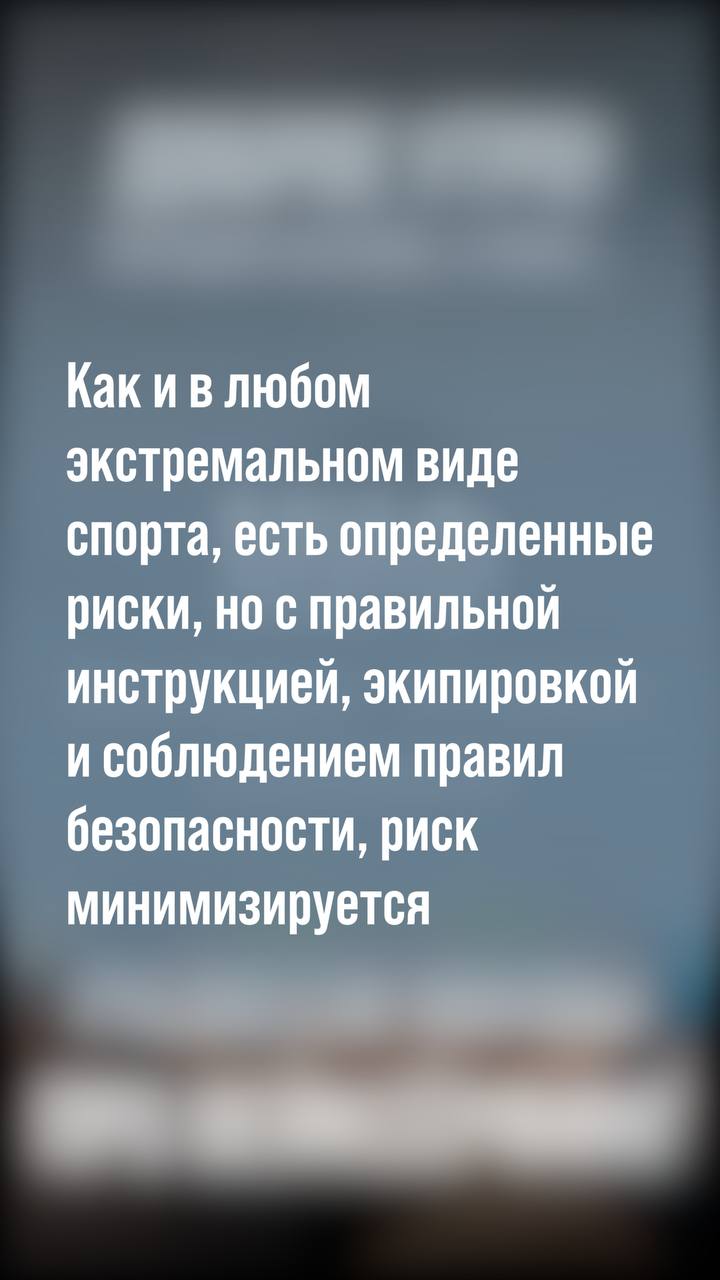 Как и в любом
экстремальном виде
спорта, есть определенные
риски, но с правильной
инструкцией, экипировкой
и соблюдением правил
безопасности, риск
минимизируется